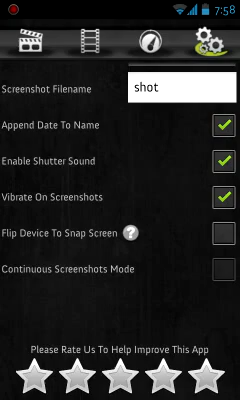 7:58
Screenshot Filename
shot
Append Date To Name
Enable Shutter Sound
Vibrate On Screenshots
Flip Device To Snap Screen ?
Continuous Screenshots Mode
Please Rate Us To Help Improve This App